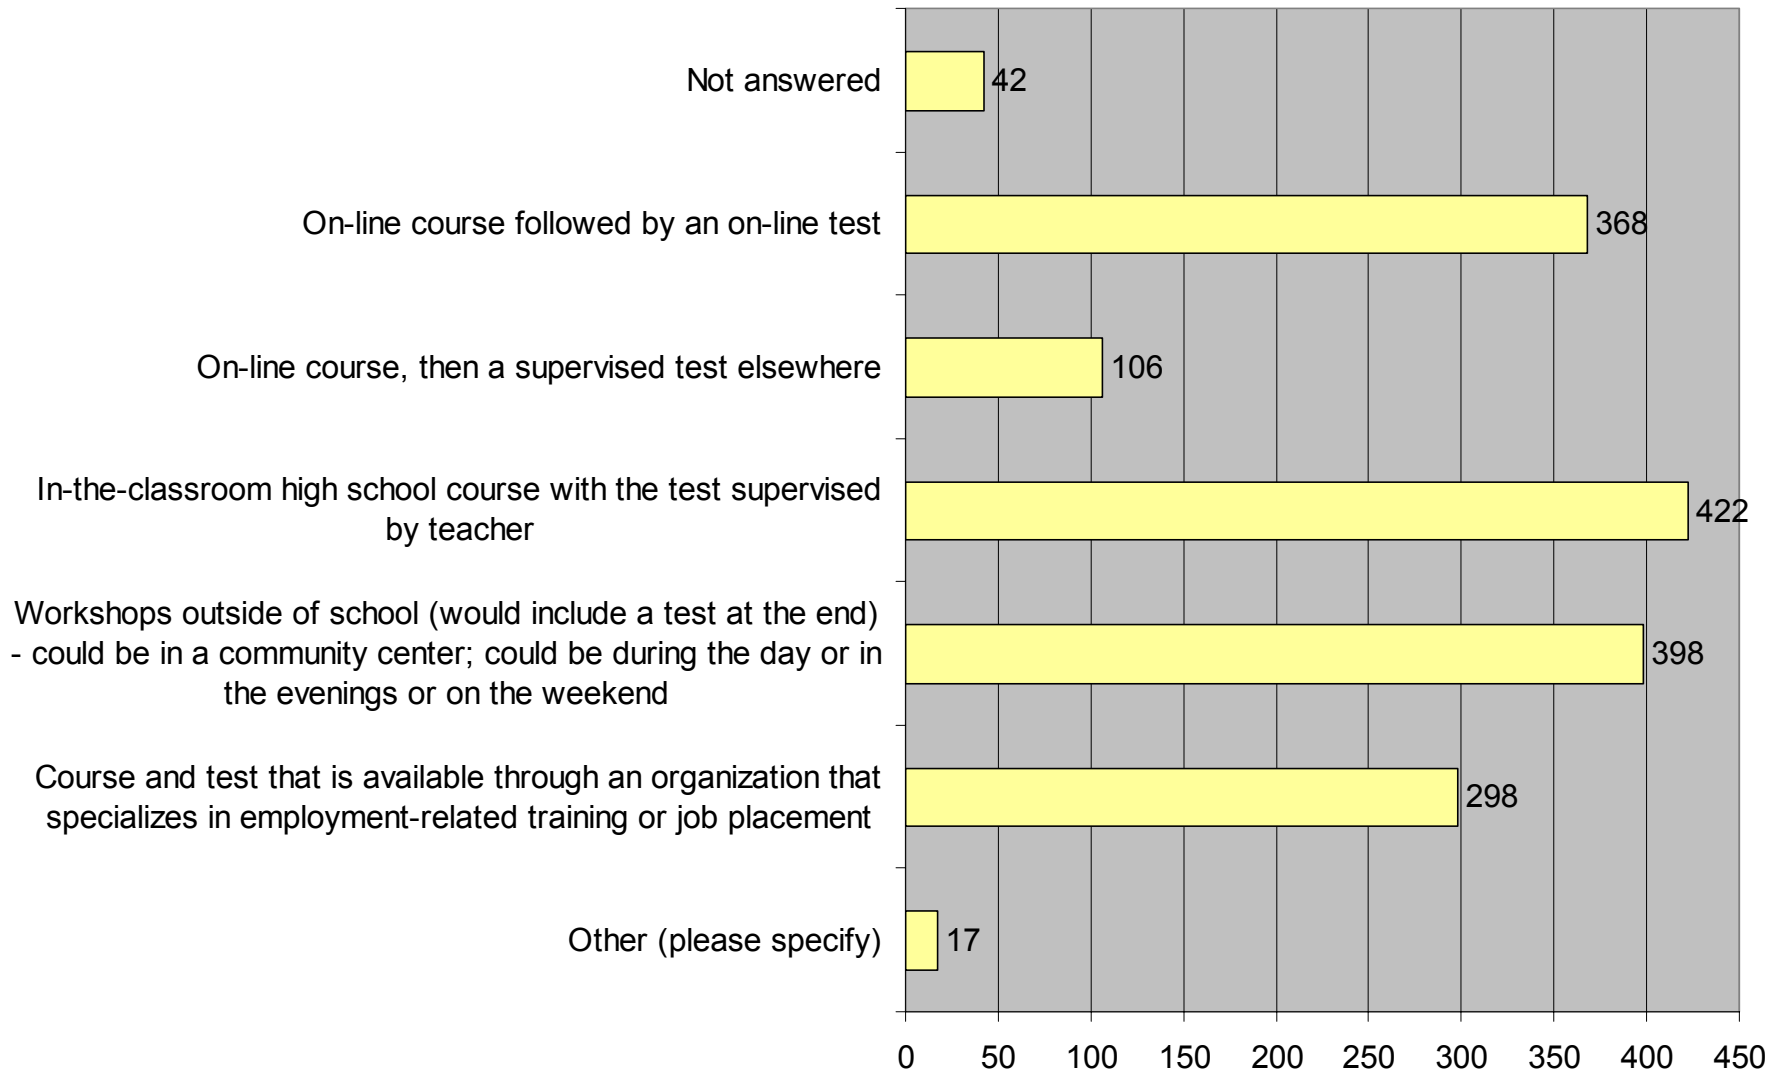 Not answered
42
On-line course followed by an on-line test
368
On-line course, then a supervised test elsewhere
106
In-the-classroom high school course with the test supervised
by teacher
422
Workshops outside of school (would include a test at the end)
- could be in a community center; could be during the day or in
the evenings or on the weekend
398
Course and test that is available through an organization that
specializes in employment-related training or job placement
298
Other (please specify)
17
0 50 100 150 200 250 300 350 400 450